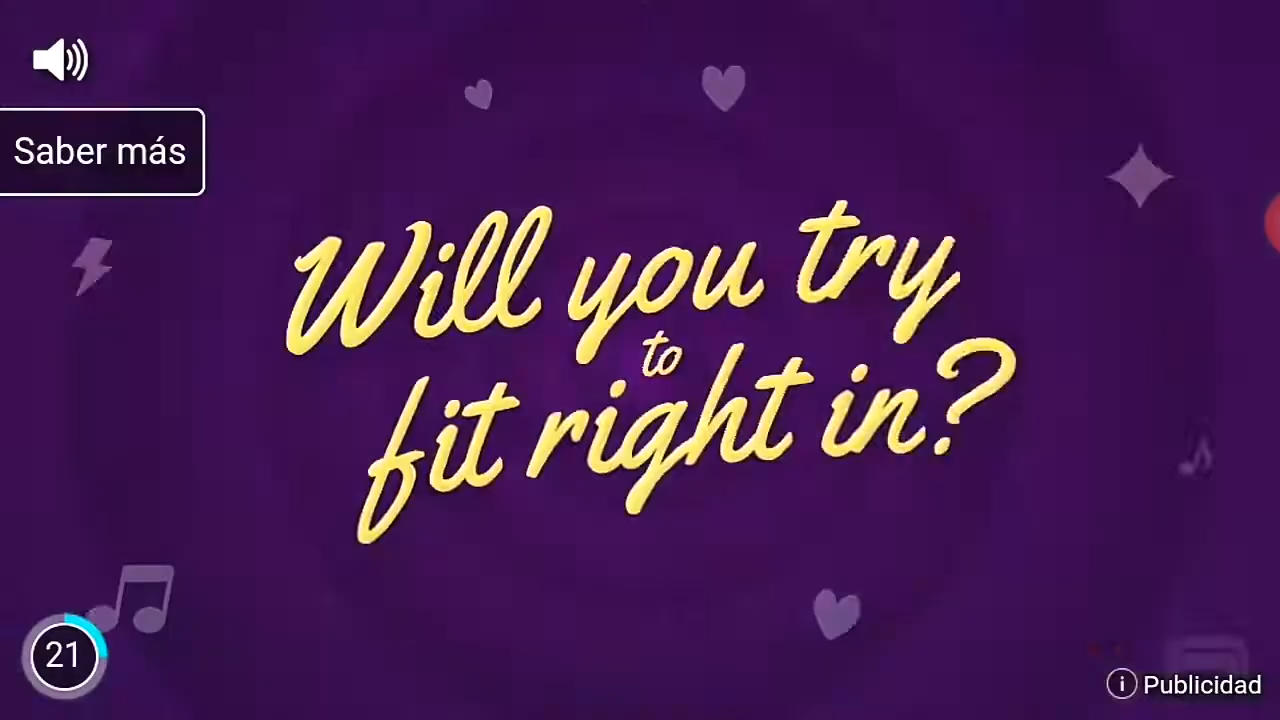 Saber más
Will you try
to
fit right in?
21
Publicidad